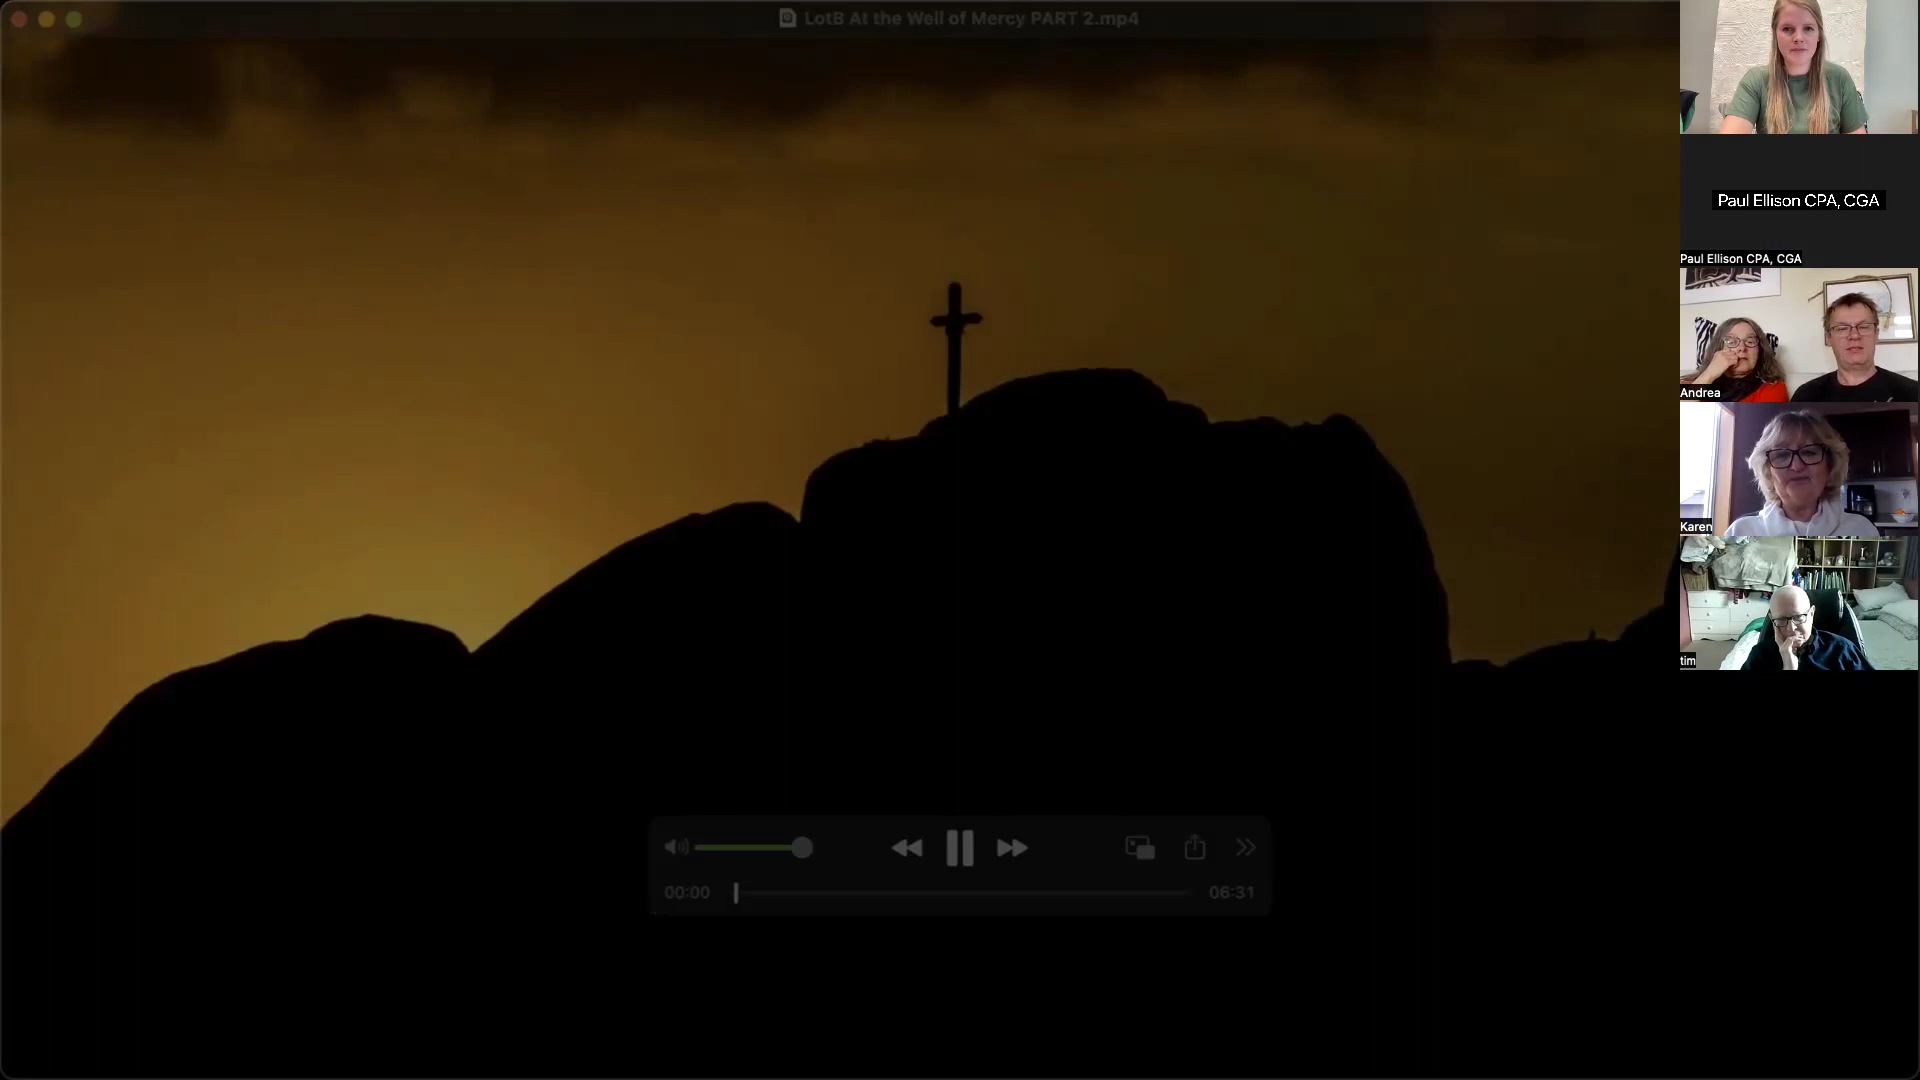 LotB At the Well of Mercy PART 2.mp4
Paul Ellison CPA, CGA
Paul Ellison CPA, CGA
Andrea
Karen
tim
00:00
06:31